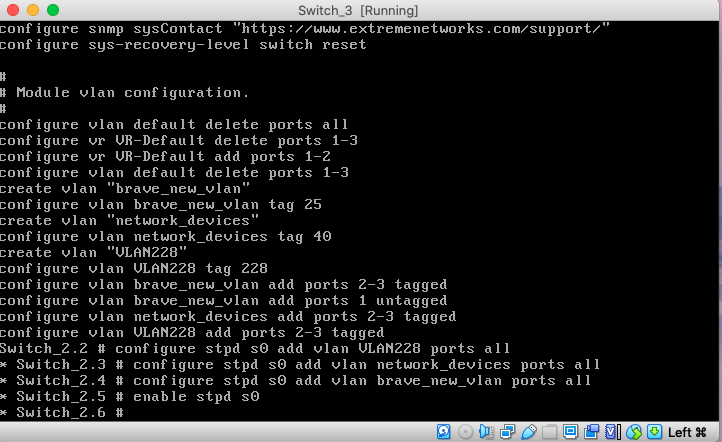 Switch_3 [Running]
configure snmp sysContact "https://www.extremenetworks.com/support/"
configure sys-recovery-level switch reset
#
# Module vlan configuration.
#
configure vlan default delete ports all
configure vr VR-Default delete ports 1-3
configure vr VR-Default add ports 1-2
configure vlan default delete ports 1-3
create vlan "brave_new_vlan"
configure vlan brave_new_vlan tag 25
create vlan "network_devices"
configure vlan network_devices tag 40
create vlan "VLAN228"
configure vlan VLAN228 tag 228
configure vlan brave_new_vlan add ports 2-3 tagged
configure vlan brave_new_vlan add ports 1 untagged
configure vlan network_devices add ports 2-3 tagged
configure vlan VLAN228 add ports 2-3 tagged
Switch_2.2 # configure stpd s0 add vlan VLAN228 ports all
* Switch_2.3 # configure stpd s0 add vlan network_devices ports all
* Switch_2.4 # configure stpd s0 add vlan brave_new_vlan ports all
* Switch_2.5 # enable stpd s0
* Switch_2.6 #
Left ⌘